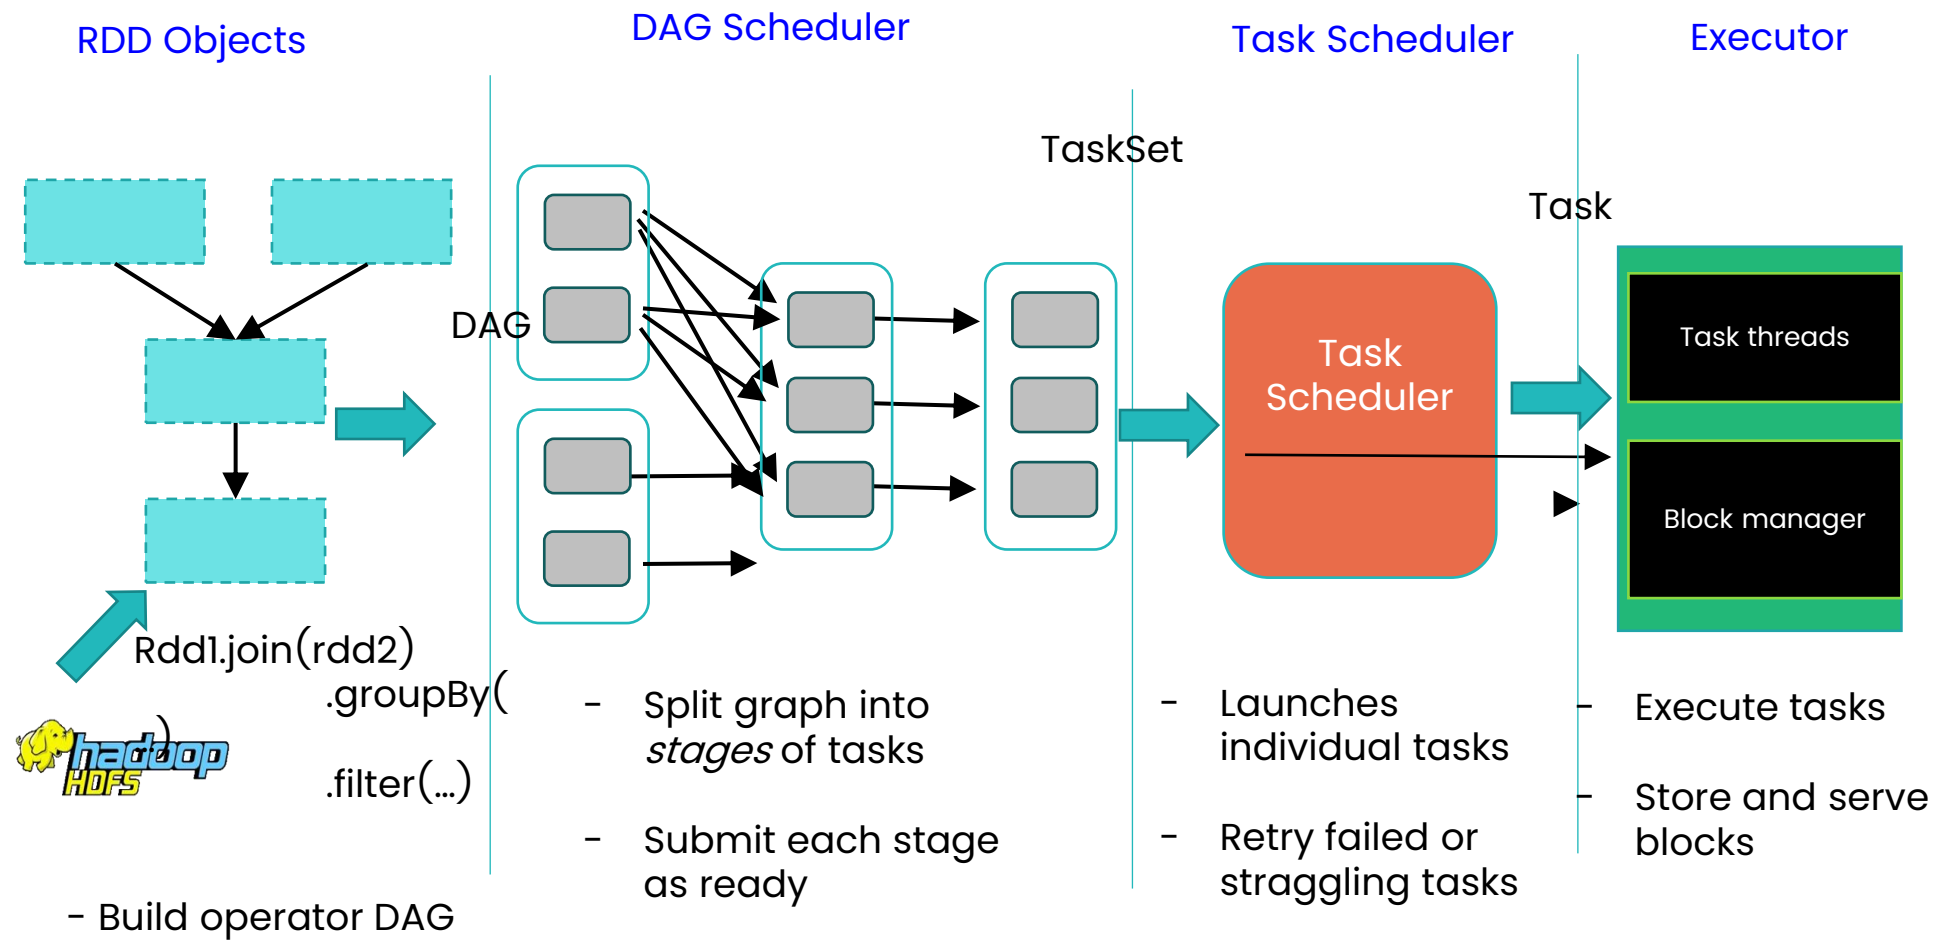 RDD Objects
DAG Scheduler
Task Scheduler
Executor
TaskSet
Task
DAG
Task
Scheduler
Task threads
Block manager
Rdd1.join(rdd2)
.groupBy(
…)
.filter(…)
hadoop
HDFS
- Build operator DAG
- Split graph into
stages of tasks
- Submit each stage
as ready
- Launches
individual tasks
- Retry failed or
straggling tasks
- Execute tasks
- Store and serve
blocks